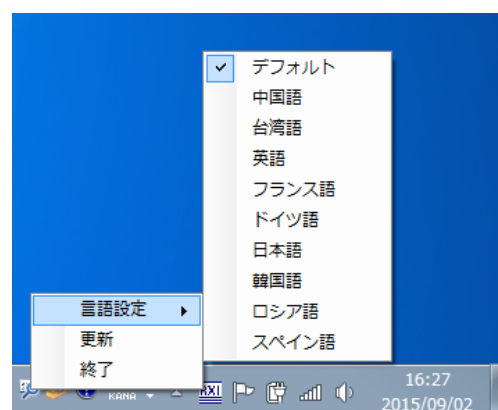 デフォルト
中国語
台湾語
英語
フランス語
ドイツ語
日本語
韓国語
ロシア語
スペイン語
言語設定
更新
終了
KANA
RXI
16:27
2015/09/02